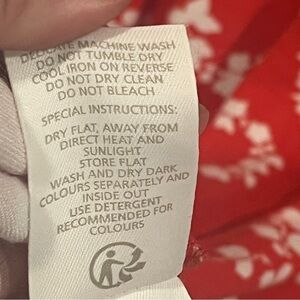 DELICATE MACHINE WASH
DO NOT TUMBLE DRY
COOL IRON ON REVERSE
DO NOT DRY CLEAN
DO NOT BLEACH
SPECIAL INSTRUCTIONS:
DRY FLAT, AWAY FROM
DIRECT HEAT AND
SUNLIGHT
STORE FLAT
WASH AND DRY DARK
COLOURS SEPARATELY AND
INSIDE OUT
USE DETERGENT
RECOMMENDED FOR
COLOURS